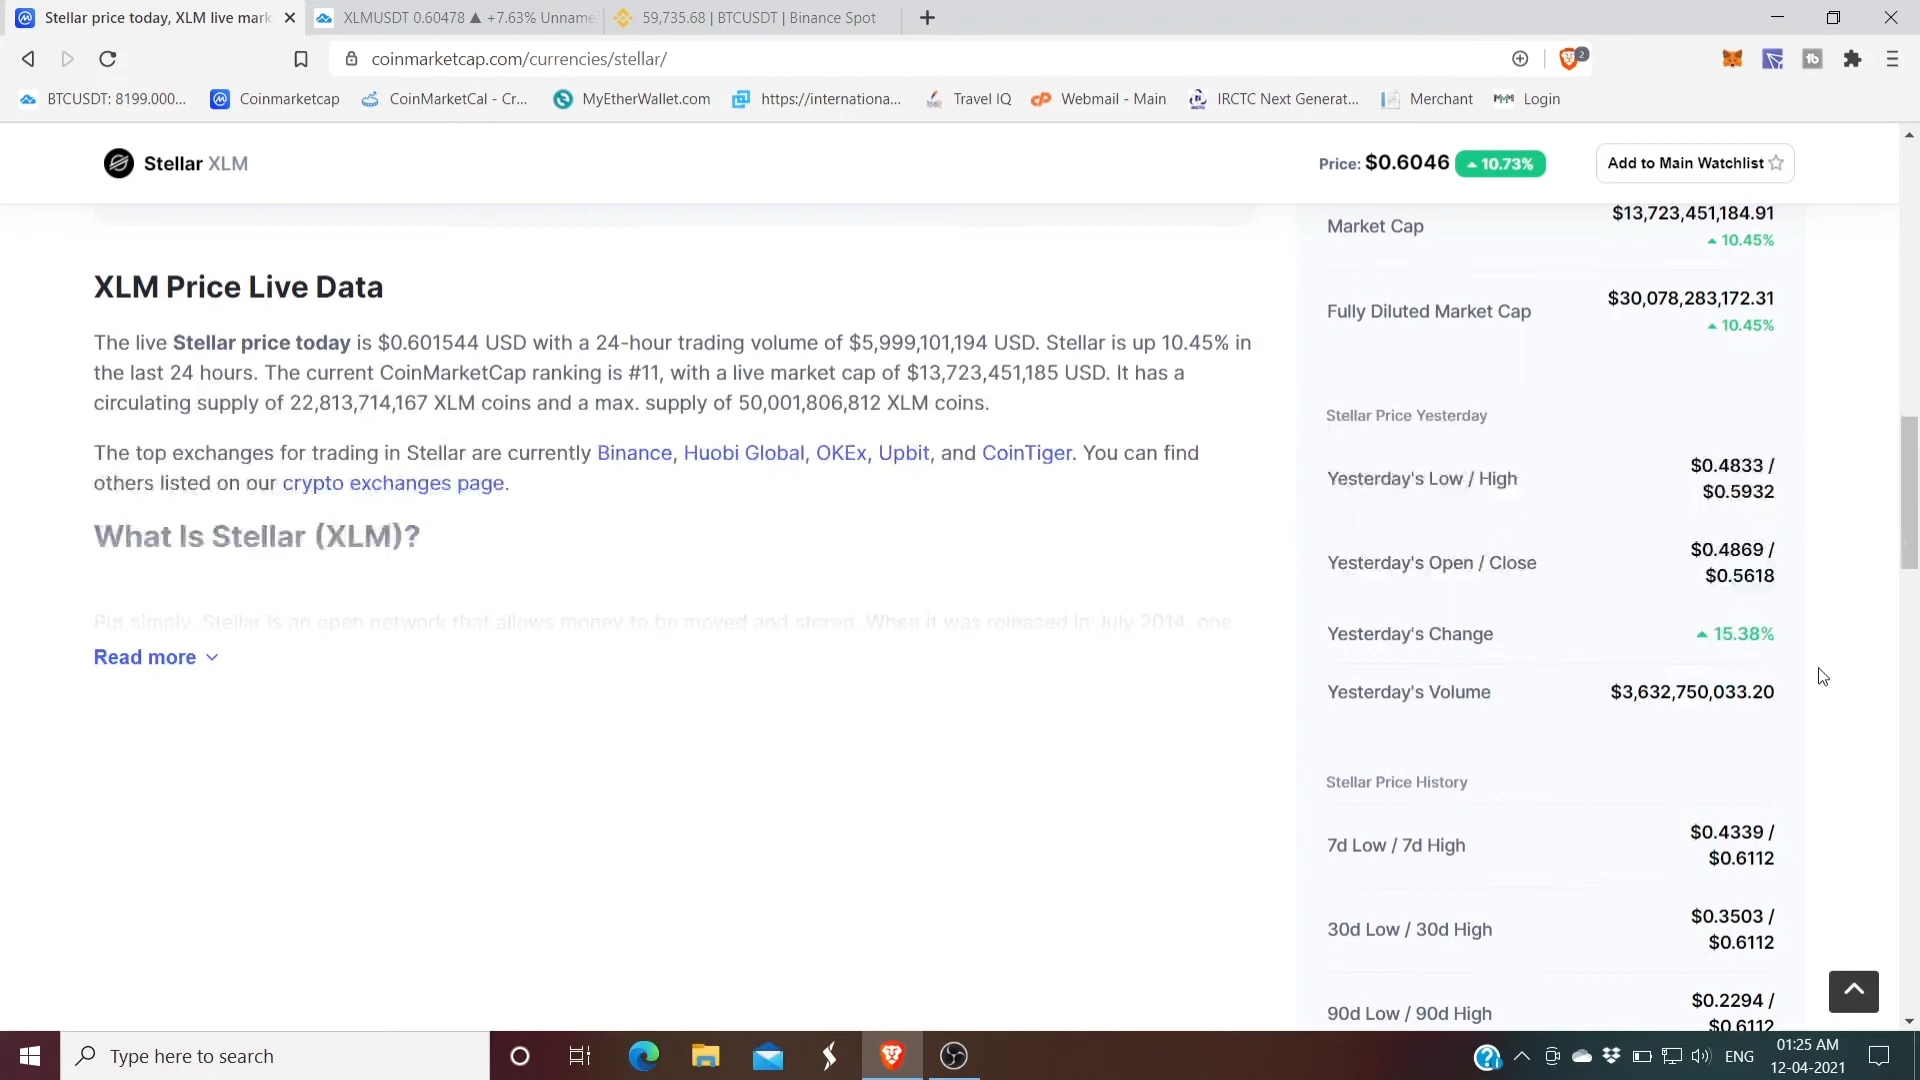 Stellar price today, XLM live mark
XLMUSDT 0.60478 ▲ +7.63% Unname
59,735.68 | BTCUSDT | Binance Spot
coinmarketcap.com/currencies/stellar/
2
BTCUSDT: 8199.000...
Coinmarketcap
CoinMarketCal - Cr...
MyEtherWallet.com
https://internationa...
Travel IQ
Webmail - Main
IRCTC Next Generat...
Merchant
Login
Stellar XLM
Price: $0.6046
10.73%
Add to Main Watchlist
XLM Price Live Data
The live Stellar price today is $0.601544 USD with a 24-hour trading volume of $5,999,101,194 USD. Stellar is up 10.45% in
the last 24 hours. The current CoinMarketCap ranking is #11, with a live market cap of $13,723,451,185 USD. It has a
circulating supply of 22,813,714,167 XLM coins and a max. supply of 50,001,806,812 XLM coins.
The top exchanges for trading in Stellar are currently Binance, Huobi Global, OKEx, Upbit, and CoinTiger. You can find
others listed on our crypto exchanges page.
What Is Stellar (XLM)?
Put simply, Stellar is an open network that allows money to be moved and stored. When it was released in July 2014, one
Read more
Market Cap
$13,723,451,184.91
10.45%
Fully Diluted Market Cap
$30,078,283,172.31
10.45%
Stellar Price Yesterday
Yesterday's Low / High
$0.4833 /
$0.5932
Yesterday's Open / Close
$0.4869 /
$0.5618
Yesterday's Change
15.38%
Yesterday's Volume
$3,632,750,033.20
Stellar Price History
7d Low / 7d High
$0.4339 /
$0.6112
30d Low / 30d High
$0.3503 /
$0.6112
90d Low / 90d High
$0.2294 /
$0.6112
Type here to search
ENG
01:25 AM
12-04-2021